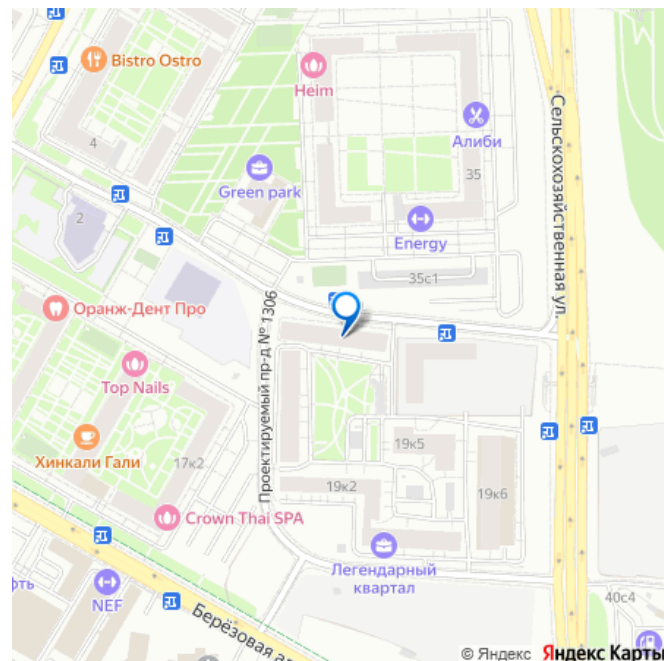 Bistro Ostro
Heim
Алиби
4
Green park
35
Сельскохозяйственная ул.
2
Energy
35с1
Оранж-Дент Про
Проектируемый пр-д № 1306
Top Nails
Хинкали Гали
17к2
19к5
19к2
19к6
Crown Thai SPA
Легендарный
квартал
NEF
Берёзовая а
40с4
© Яндекс Яндекс Карты